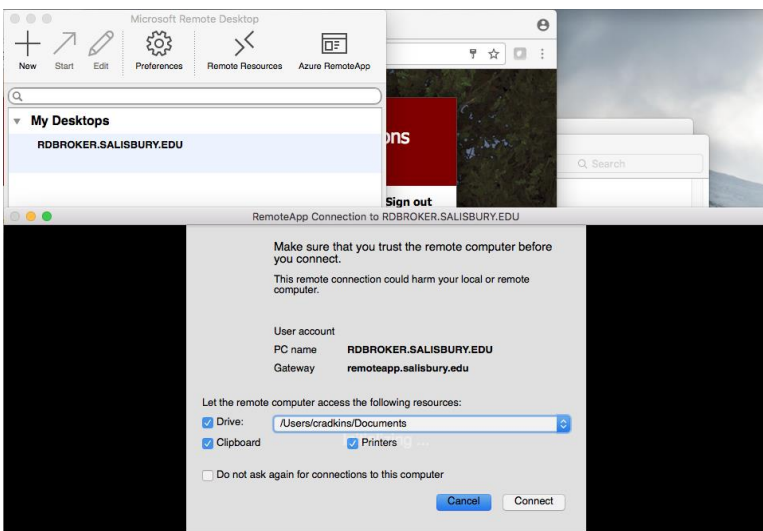 Microsoft Remote Desktop
New Start Edit Preferences Remote Resources Azure RemoteApp
My Desktops
RDBROKER.SALISBURY.EDU
ons
Search
Sign out
RemoteApp Connection to RDBROKER.SALISBURY.EDU
Make sure that you trust the remote computer before
you connect.
This remote connection could harm your local or remote
computer.
User account
PC name RDBROKER.SALISBURY.EDU
Gateway remoteapp.salisbury.edu
Let the remote computer access the following resources:
Drive: /Users/cradkins/Documents
Clipboard Printers
Do not ask again for connections to this computer
Cancel Connect